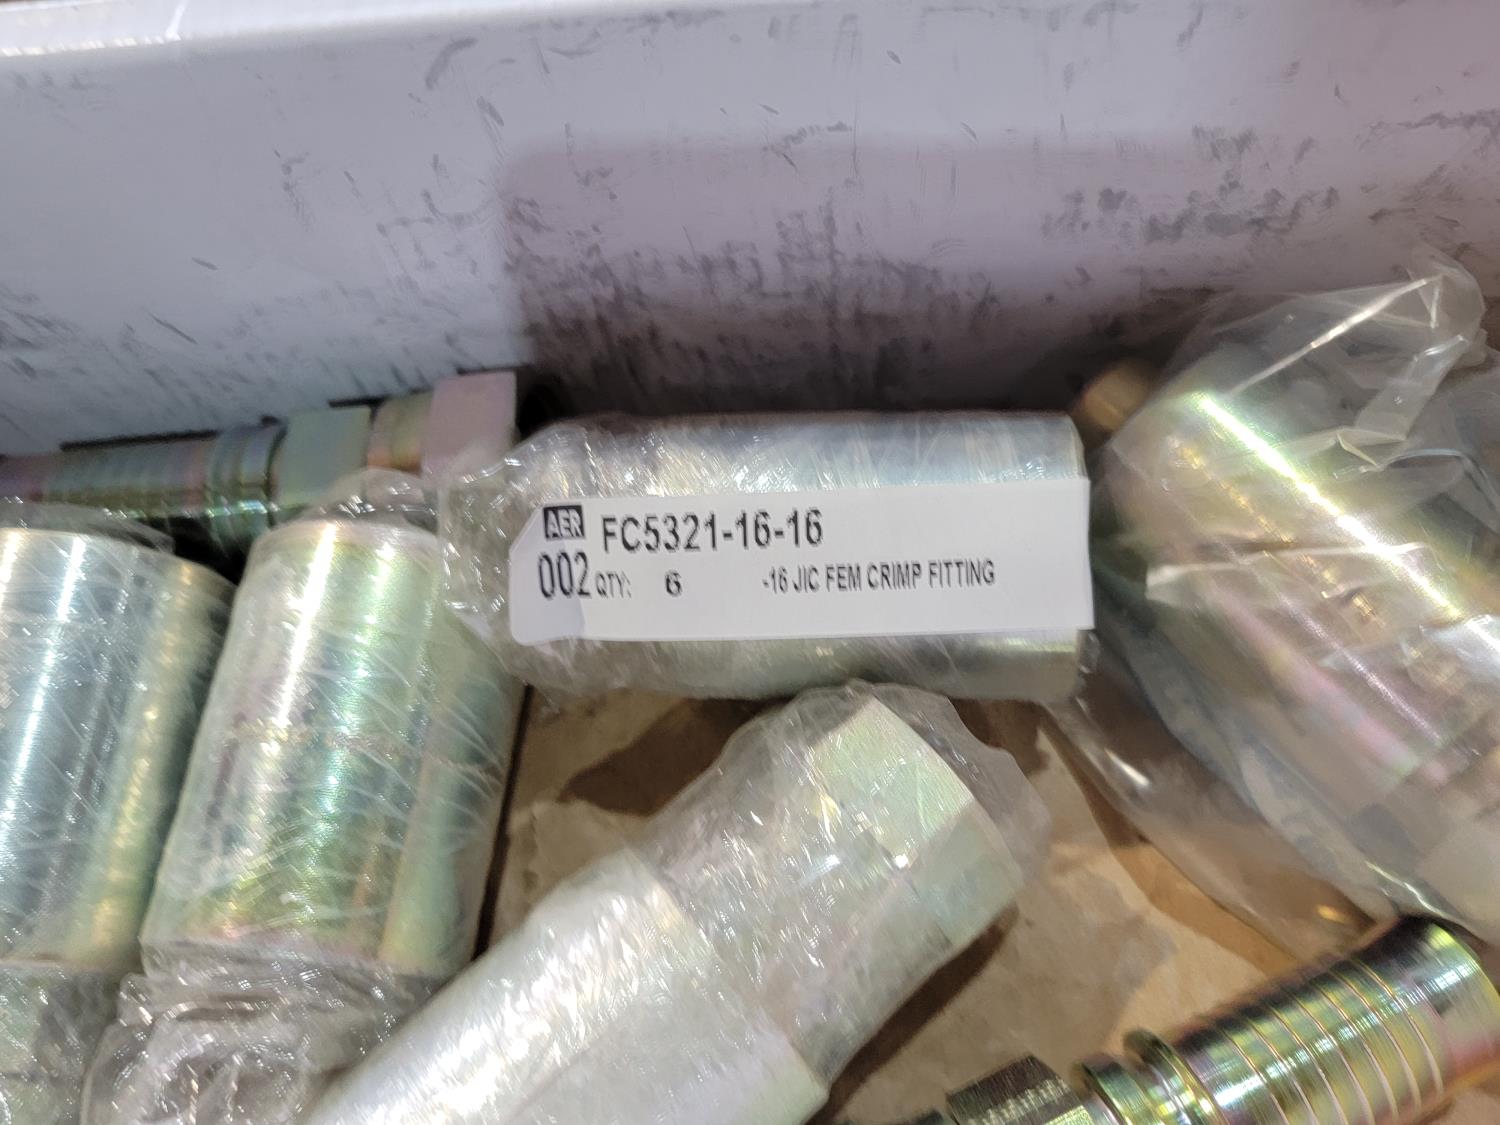 AER FC5321-16-16
002 QTY: 6 -16 JIC FEM CRIMP FITTING